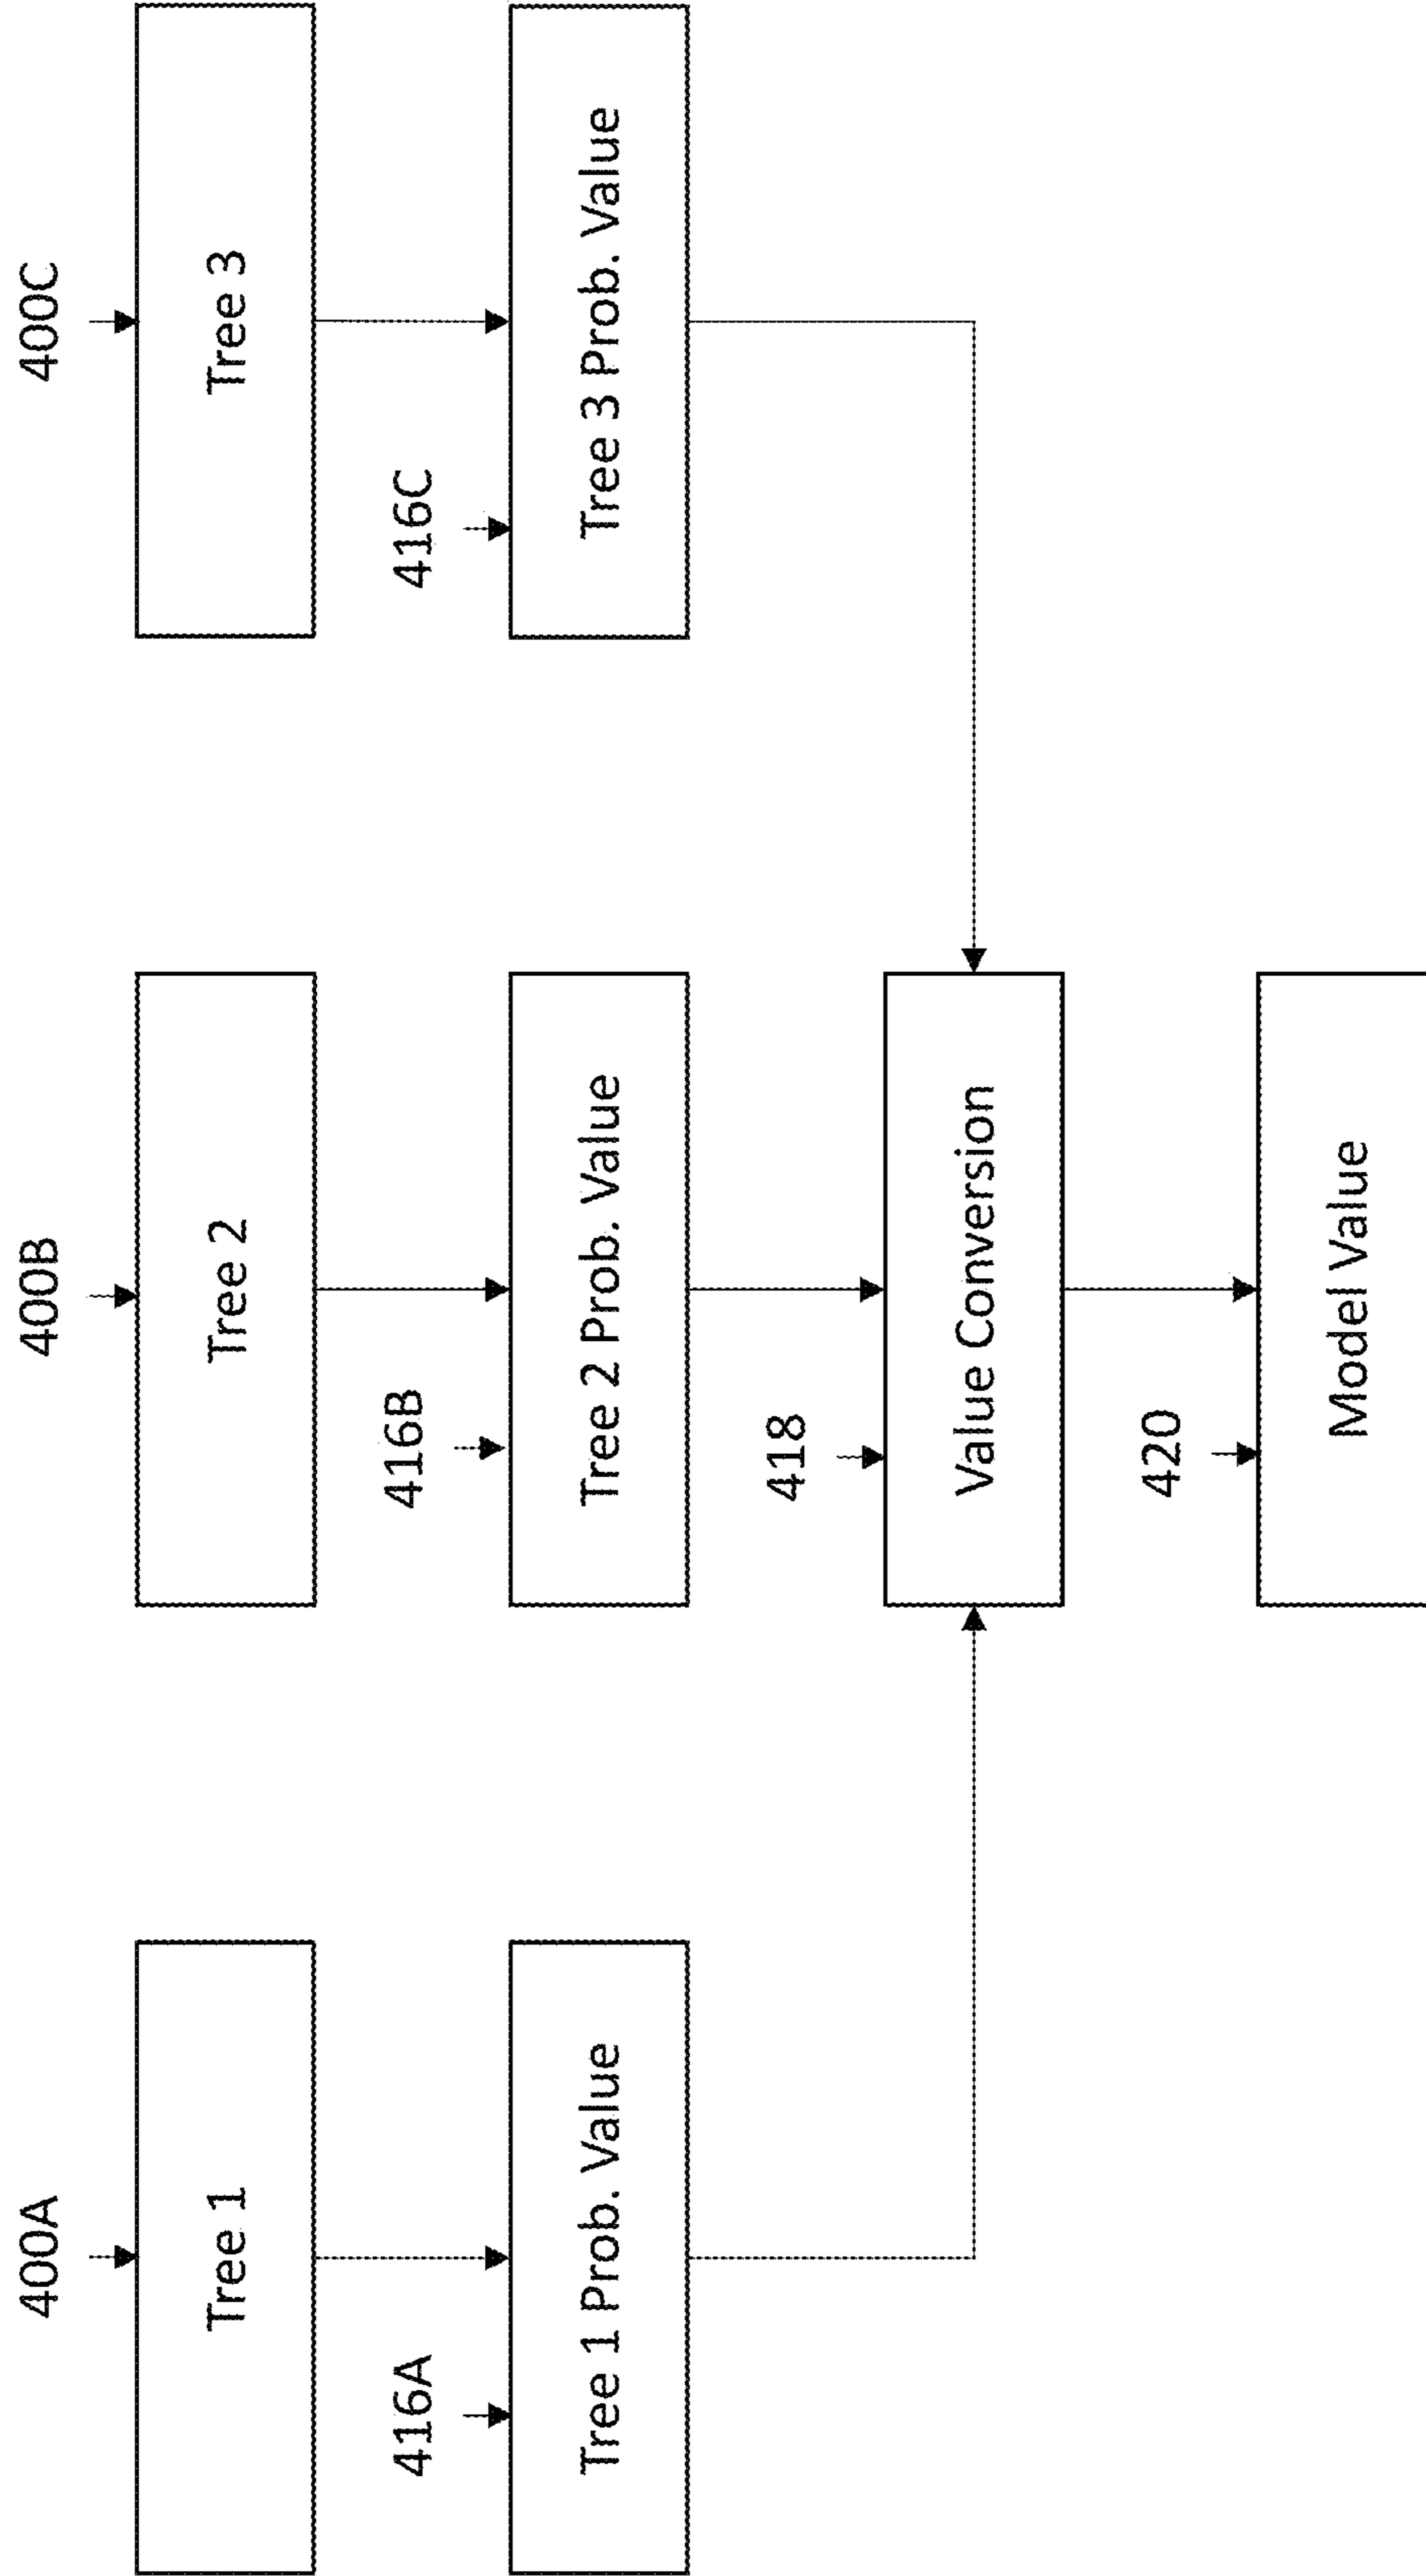 400A
400B
400C
Tree 1
Tree 2
Tree 3
416A
416B
416C
Tree 1 Prob. Value
Tree 2 Prob. Value
Tree 3 Prob. Value
418
Value Conversion
420
Model Value